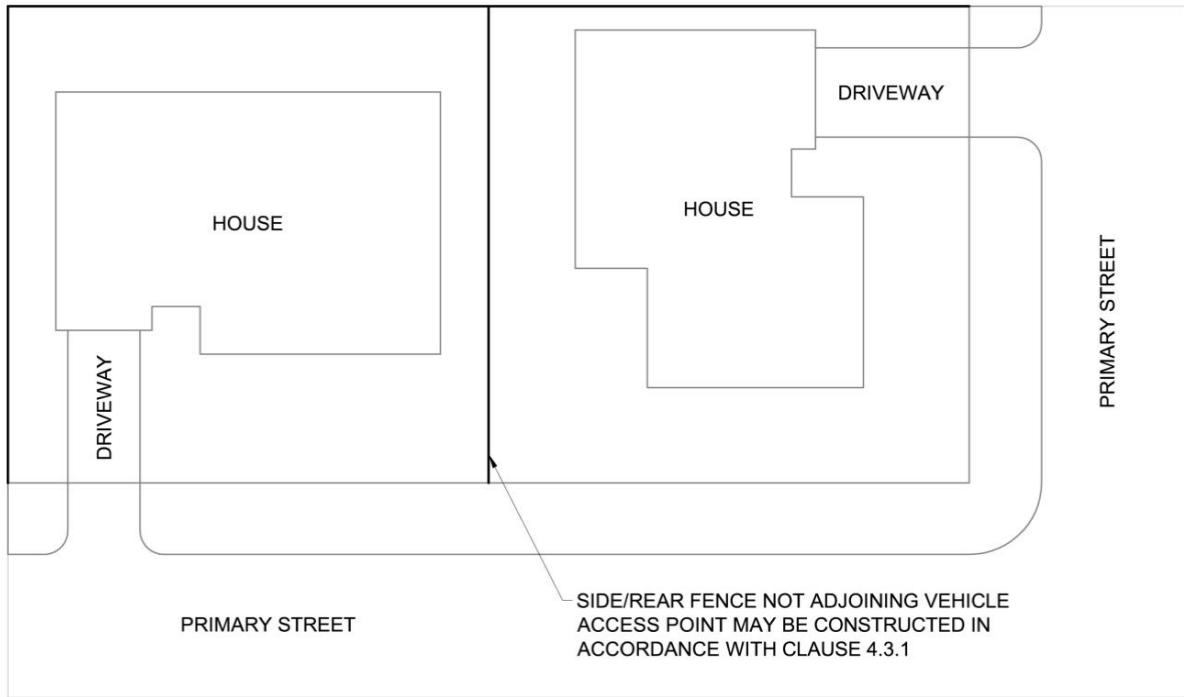 DRIVEWAY
HOUSE
HOUSE
DRIVEWAY
PRIMARY STREET
PRIMARY STREET
SIDE/REAR FENCE NOT ADJOINING VEHICLE
ACCESS POINT MAY BE CONSTRUCTED IN
ACCORDANCE WITH CLAUSE 4.3.1